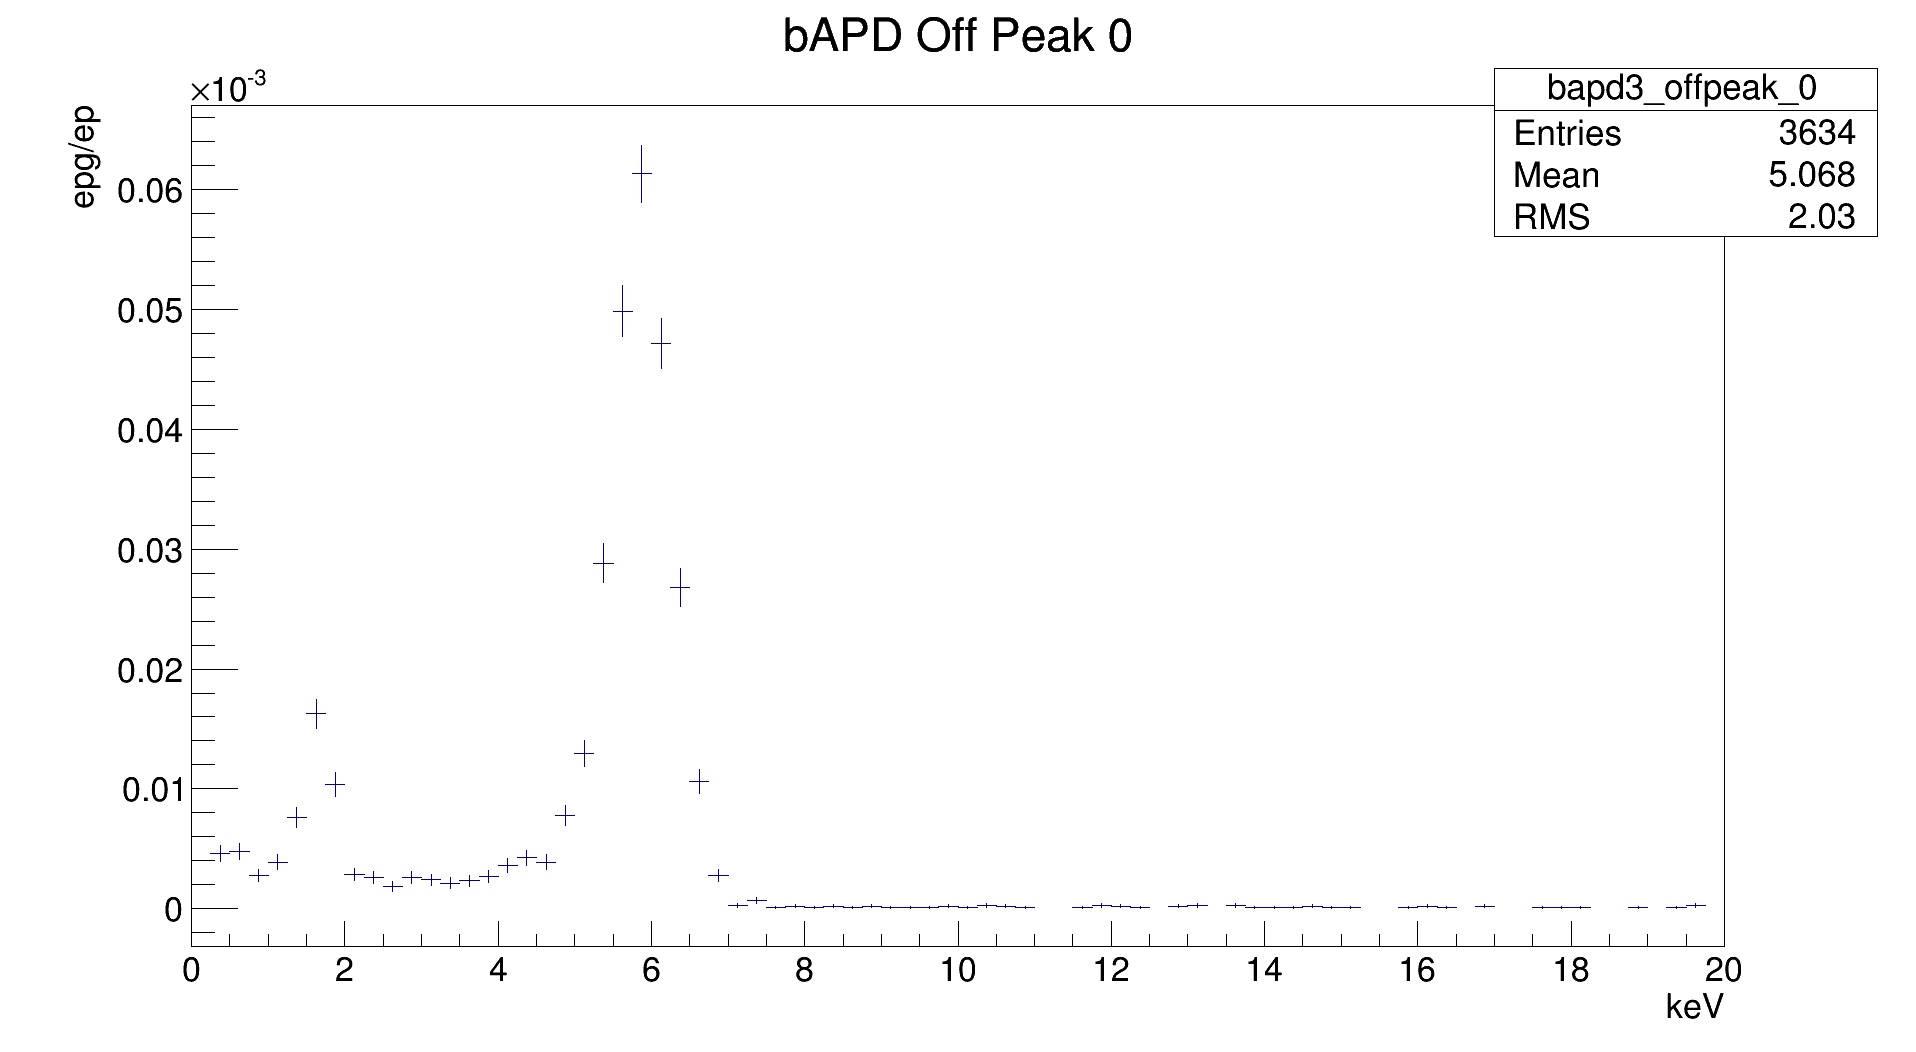 bAPD Off Peak 0
×10-3
epg/ep
bapd3_offpeak_0
Entries 3634
Mean 5.068
RMS 2.03
0.06
0.05
0.04
0.03
0.02
0.01
0
0 2 4 6 8 10 12 14 16 18 20
keV